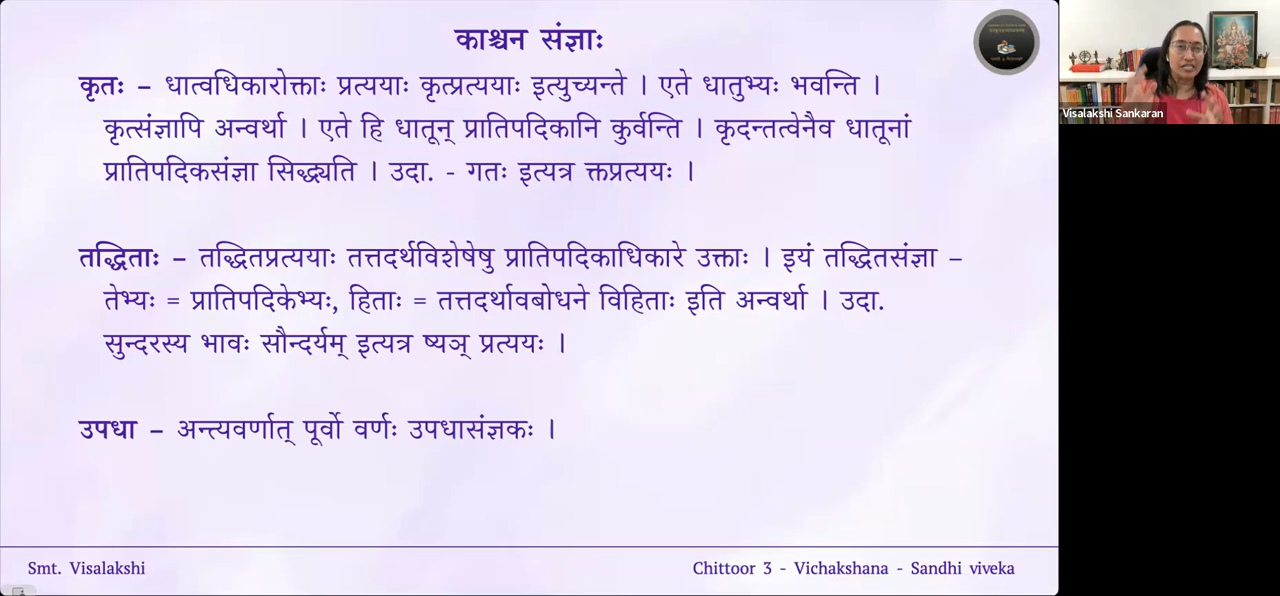 काश्चन संज्ञाः
कृतः – धात्वधिकारोक्ताः प्रत्ययाः कृत्प्रत्ययाः इत्युच्यन्ते । एते धातुभ्यः भवन्ति ।
कृत्संज्ञापि अन्वर्था । एते हि धातून् प्रातिपदिकानि कुर्वन्ति । कृदन्तत्वेनैव धातूनां
प्रातिपदिकसंज्ञा सिद्ध्यति । उदा. - गतः इत्यत्र क्तप्रत्ययः ।
तद्धिताः – तद्धितप्रत्ययाः तत्तदर्थविशेषेषु प्रातिपदिकाधिकारे उक्ताः । इयं तद्धितसंज्ञा –
तेभ्यः = प्रातिपदिकेभ्यः, हिताः = तत्तदर्थावबोधने विहिताः इति अन्वर्था । उदा.
सुन्दरस्य भावः सौन्दर्यम् इत्यत्र ष्यञ् प्रत्ययः ।
उपधा – अन्त्यवर्णात् पूर्वो वर्णः उपधासंज्ञकः ।
Smt. Visalakshi
Chittoor 3 - Vichakshana - Sandhi viveka
Visalakshi Sankaran